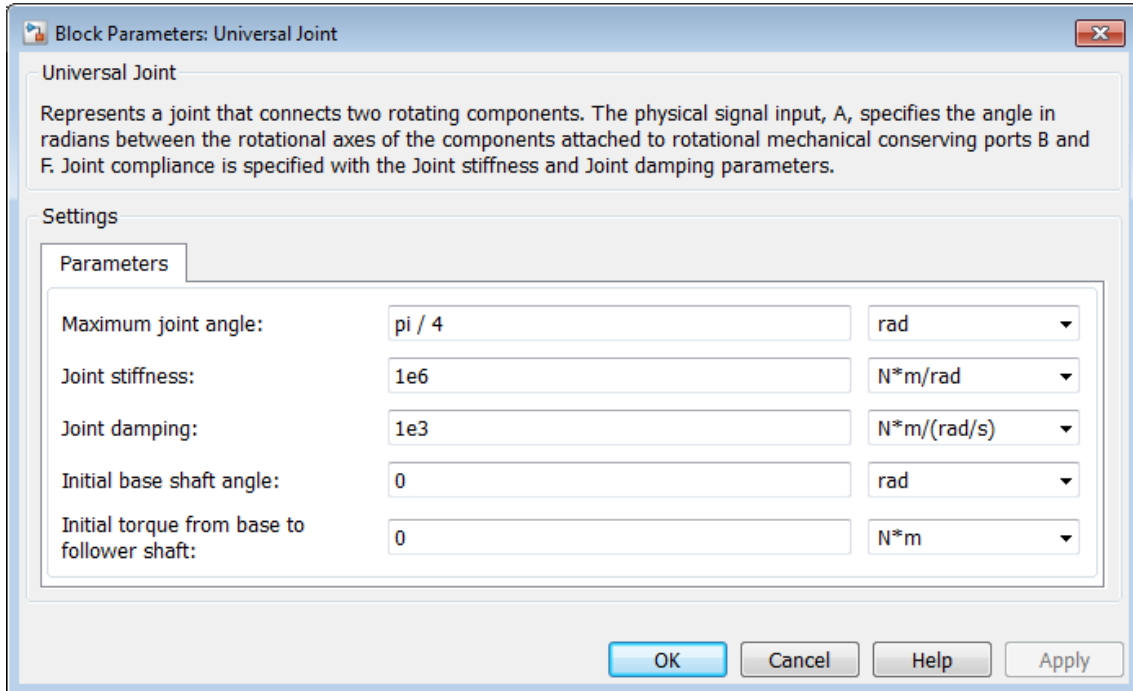 Block Parameters: Universal Joint
Universal Joint
Represents a joint that connects two rotating components. The physical signal input, A, specifies the angle in
radians between the rotational axes of the components attached to rotational mechanical conserving ports B and
F. Joint compliance is specified with the Joint stiffness and Joint damping parameters.
Settings
Parameters
Maximum joint angle: pi / 4 rad
Joint stiffness: 1e6 N*m/rad
Joint damping: 1e3 N*m/(rad/s)
Initial base shaft angle: 0 rad
Initial torque from base to
follower shaft: 0 N*m
OK Cancel Help Apply